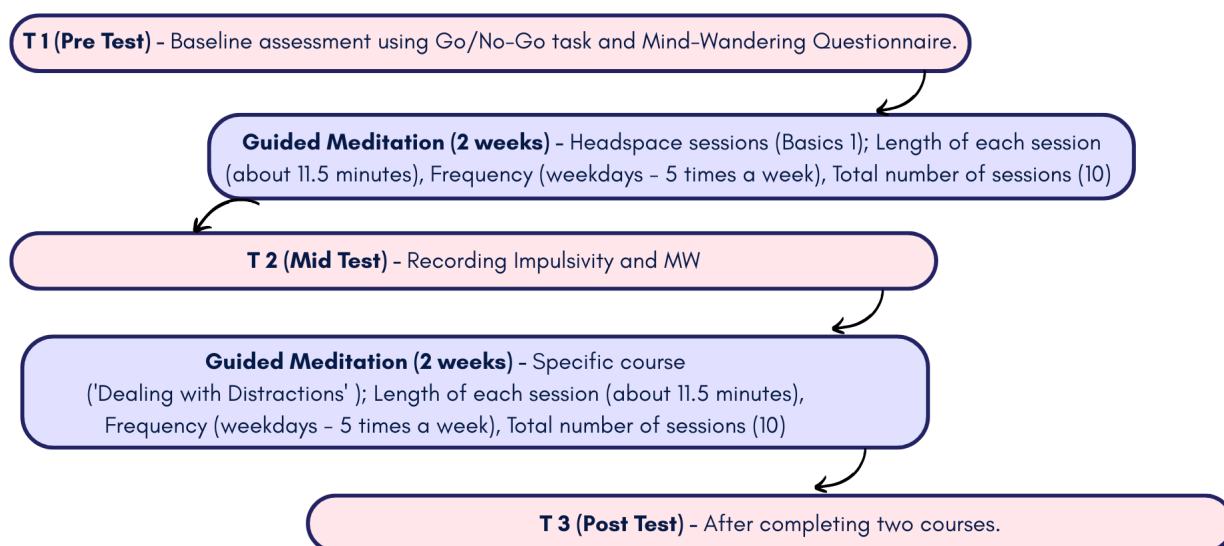 T 1 (Pre Test) - Baseline assessment using Go/No-Go task and Mind-Wandering Questionnaire.
Guided Meditation (2 weeks) - Headspace sessions (Basics 1); Length of each session
(about 11.5 minutes), Frequency (weekdays - 5 times a week), Total number of sessions (10)
T 2 (Mid Test) - Recording Impulsivity and MW
Guided Meditation (2 weeks) - Specific course
('Dealing with Distractions' ); Length of each session (about 11.5 minutes),
Frequency (weekdays - 5 times a week), Total number of sessions (10)
T 3 (Post Test) - After completing two courses.